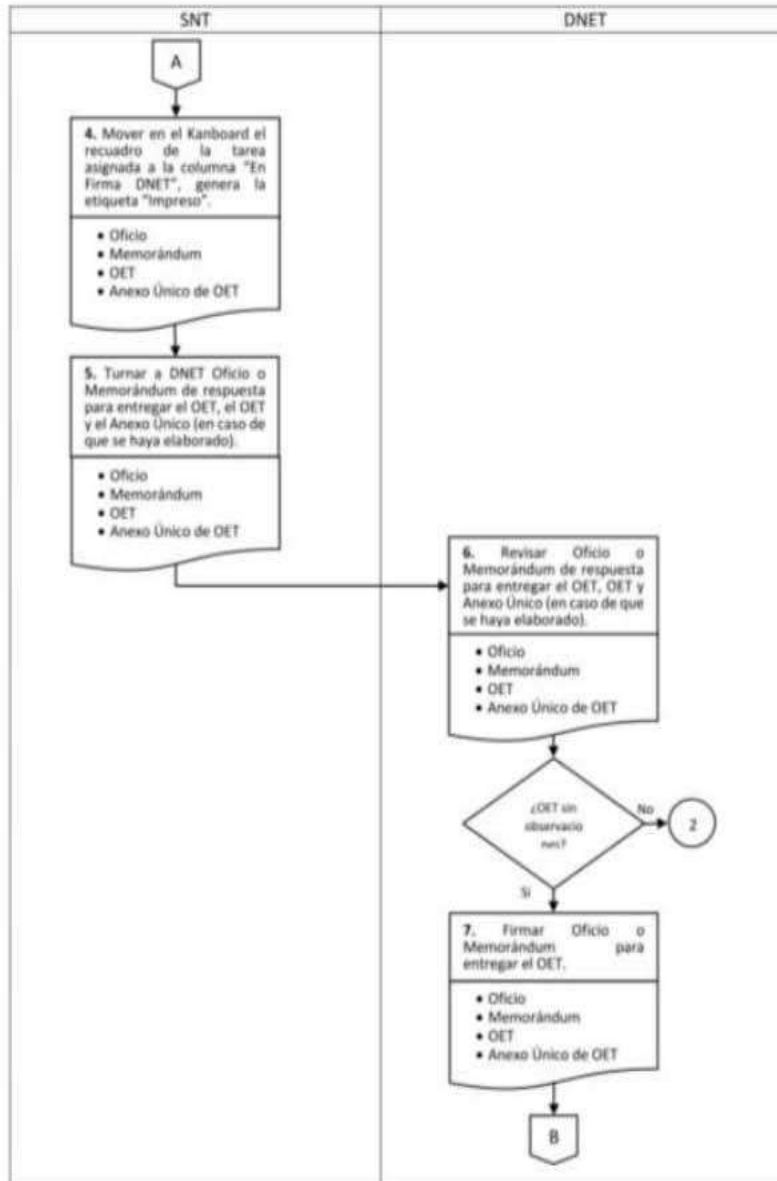 SNT
DNET
A
4. Mover en el Kanboard el
recuadro de la tarea
asignada a la columna "En
Firma DNET", genera la
etiqueta "Impreso".
• Oficio
• Memorándum
• OET
• Anexo Único de OET
5. Turnar a DNET Oficio o
Memorándum de respuesta
para entregar el OET, el OET
y el Anexo Único (en caso de
que se haya elaborado).
• Oficio
• Memorándum
• OET
• Anexo Único de OET
6. Revisar Oficio o
Memorándum de respuesta
para entregar el OET, OET y
Anexo Único (en caso de que
se haya elaborado).
• Oficio
• Memorándum
• OET
• Anexo Único de OET
¿OET sin
observacio
nes?
No
2
Si
7. Firmar Oficio o
Memorándum para
entregar el OET.
• Oficio
• Memorándum
• OET
• Anexo Único de OET
B